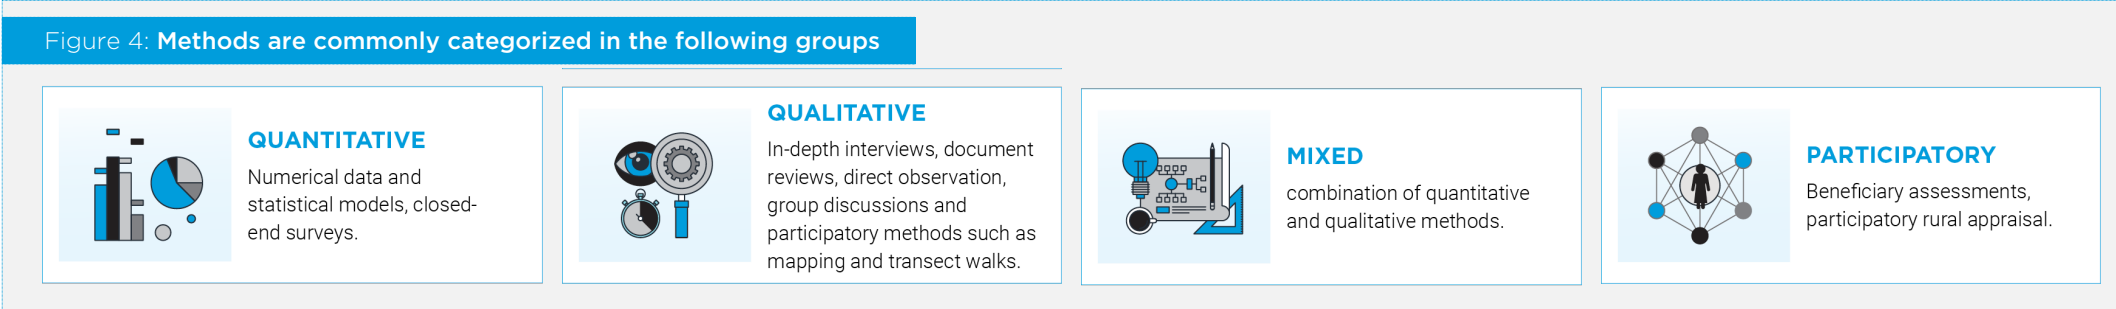 Figure 4: Methods are commonly categorized in the following groups
QUANTITATIVE
Numerical data and
statistical models, closed-
end surveys.
QUALITATIVE
In-depth interviews, document
reviews, direct observation,
group discussions and
participatory methods such as
mapping and transect walks.
MIXED
combination of quantitative
and qualitative methods.
PARTICIPATORY
Beneficiary assessments,
participatory rural appraisal.